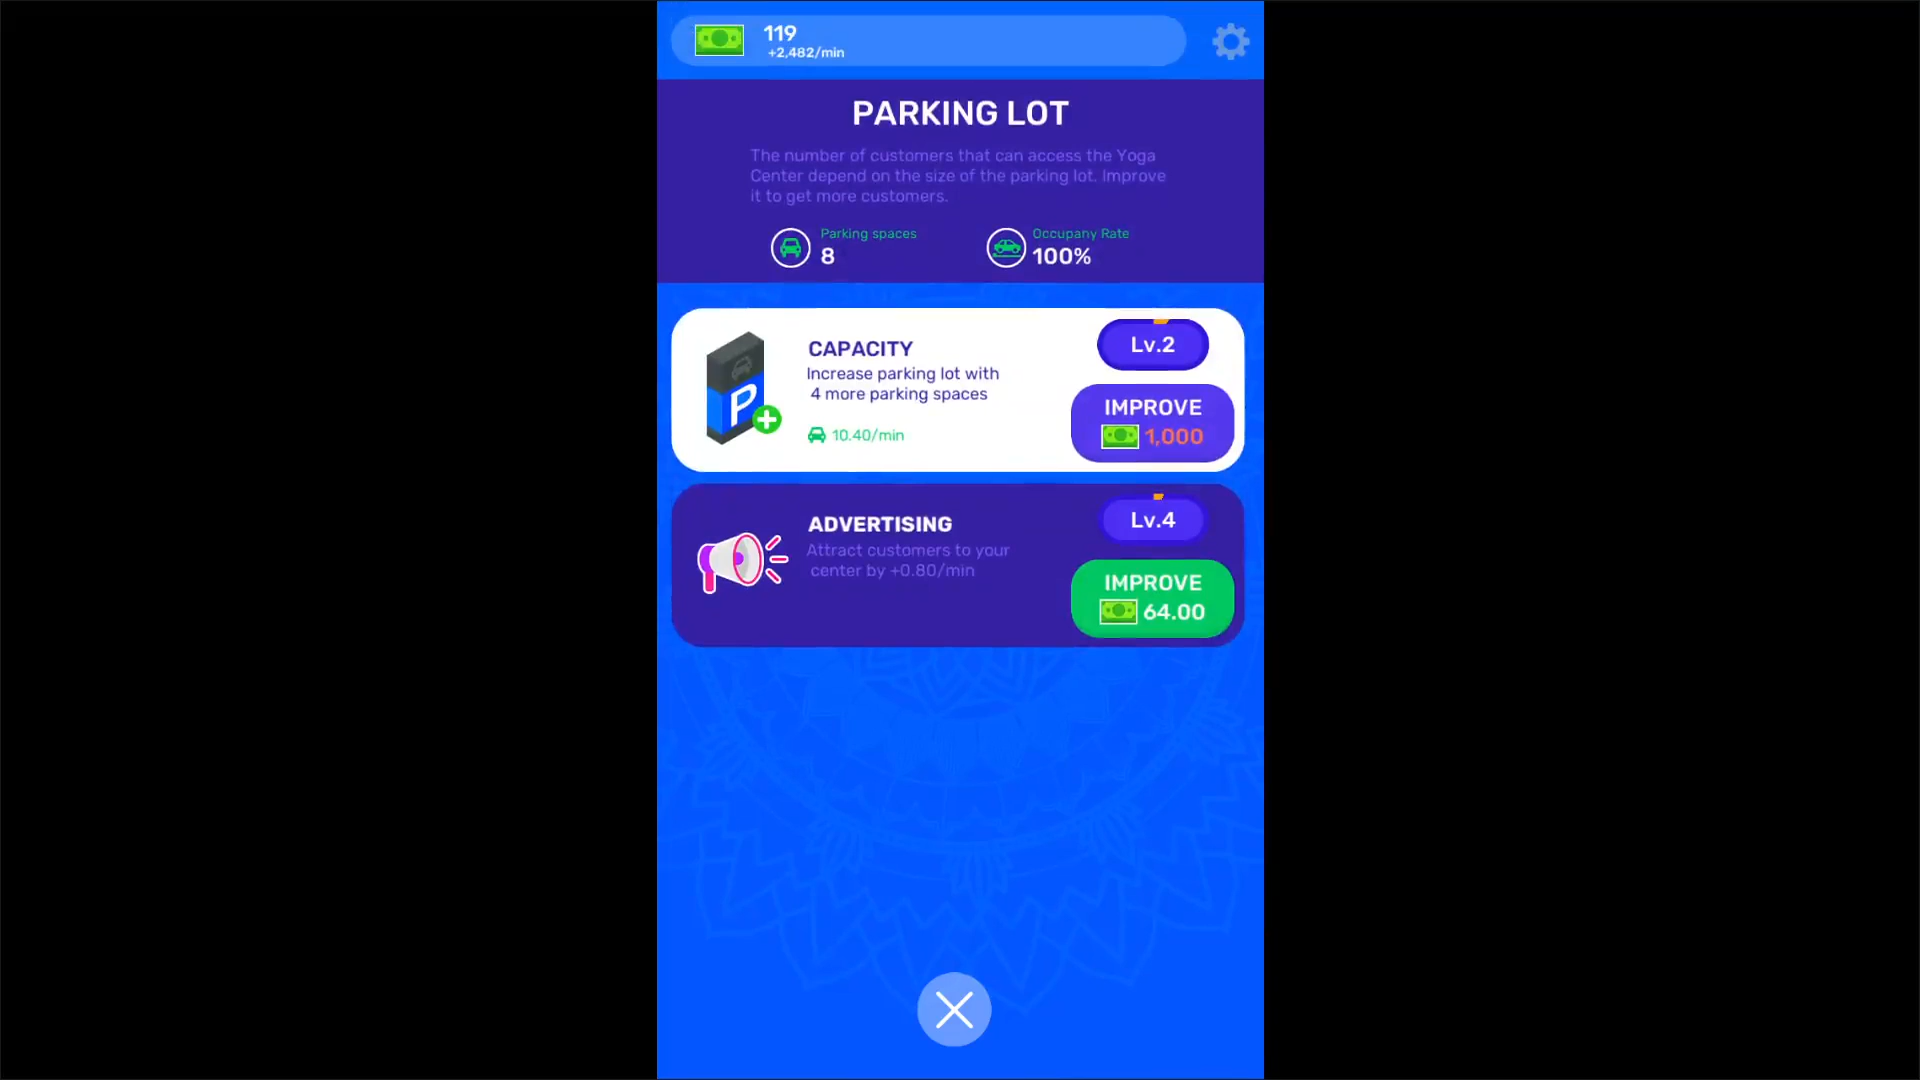 119
+2,482/min
PARKING LOT
The number of customers that can access the Yoga
Center depend on the size of the parking lot. Improve
it to get more customers.
Parking spaces
8
Occupany Rate
100%
CAPACITY
Increase parking lot with
4 more parking spaces
10.40/min
Lv.2
IMPROVE
1,000
P
ADVERTISING
Attract customers to your
center by +0.80/min
Lv.4
IMPROVE
64.00